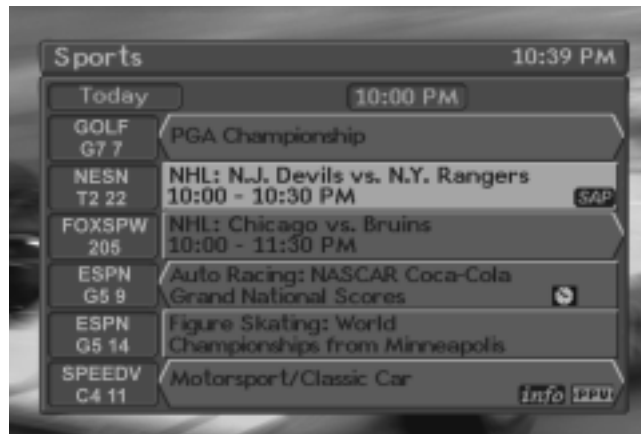 Sports 10:39 PM
Today 10:00 PM
GOLF
G7 7
PGA Championship
NESN
T2 22
NHL: N.J. Devils vs. N.Y. Rangers
10:00 - 10:30 PM
SAP
FOXSPW
205
NHL: Chicago vs. Bruins
10:00 - 11:30 PM
ESPN
G5 9
Auto Racing: NASCAR Coca-Cola
Grand National Scores
ESPN
G5 14
Figure Skating: World
Championships from Minneapolis
SPEEDV
C4 11
Motorsport/Classic Car
info PPV